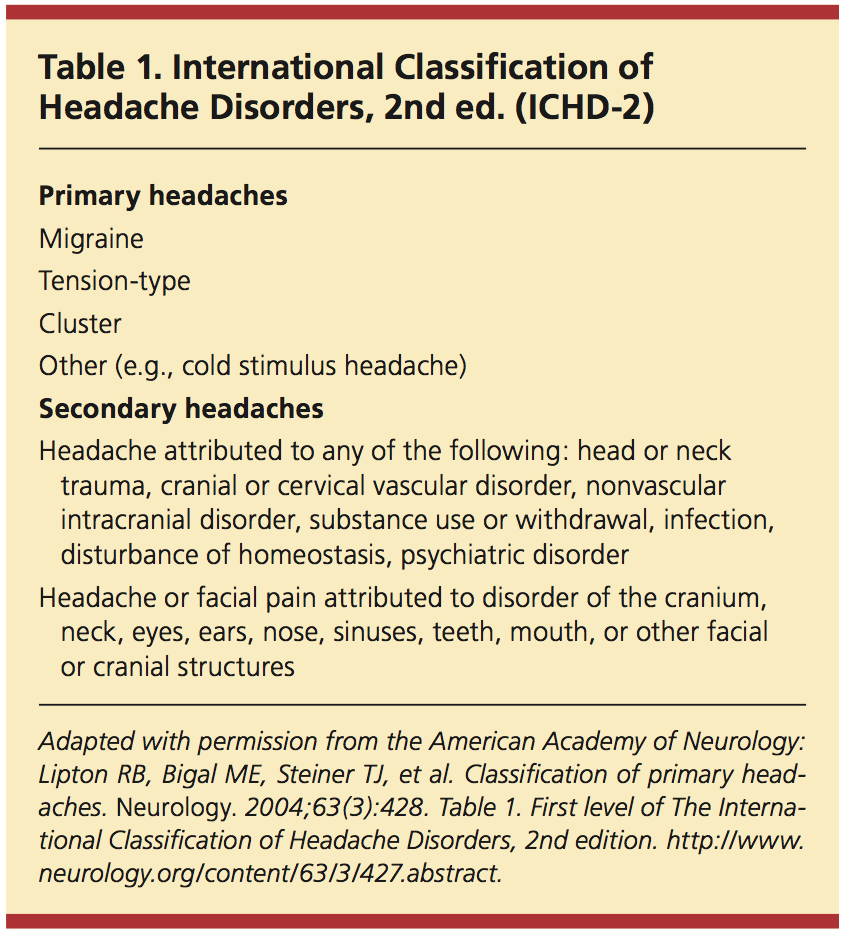 Table 1. International Classification of
Headache Disorders, 2nd ed. (ICHD-2)
Primary headaches
Migraine
Tension-type
Cluster
Other (e.g., cold stimulus headache)
Secondary headaches
Headache attributed to any of the following: head or neck
trauma, cranial or cervical vascular disorder, nonvascular
intracranial disorder, substance use or withdrawal, infection,
disturbance of homeostasis, psychiatric disorder
Headache or facial pain attributed to disorder of the cranium,
neck, eyes, ears, nose, sinuses, teeth, mouth, or other facial
or cranial structures
Adapted with permission from the American Academy of Neurology:
Lipton RB, Bigal ME, Steiner TJ, et al. Classification of primary head-
aches. Neurology. 2004;63(3):428. Table 1. First level of The Interna-
tional Classification of Headache Disorders, 2nd edition. http://www.
neurology.org/content/63/3/427.abstract.